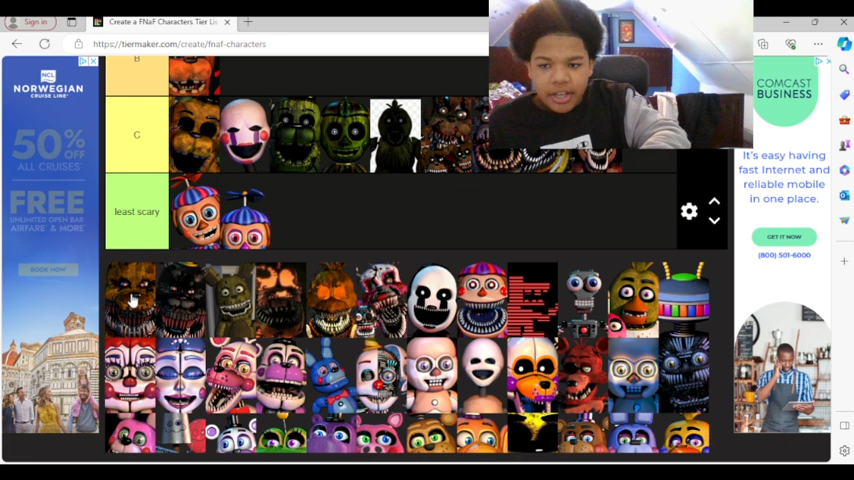 Sign in
Create a FNaF Characters Tier Lis
https://tiermaker.com/create/fnaf-characters
NCL
NORWEGIAN
CRUISE LINE
50%
OFF
ALL CRUISES
FREE
UNLIMITED OPEN BAR
AIRFARE & MORE
BOOK NOW
B
C
least scary
COMCAST
BUSINESS
It's easy having
fast Internet and
reliable mobile
in one place.
GET IT NOW
(800) 501-6000